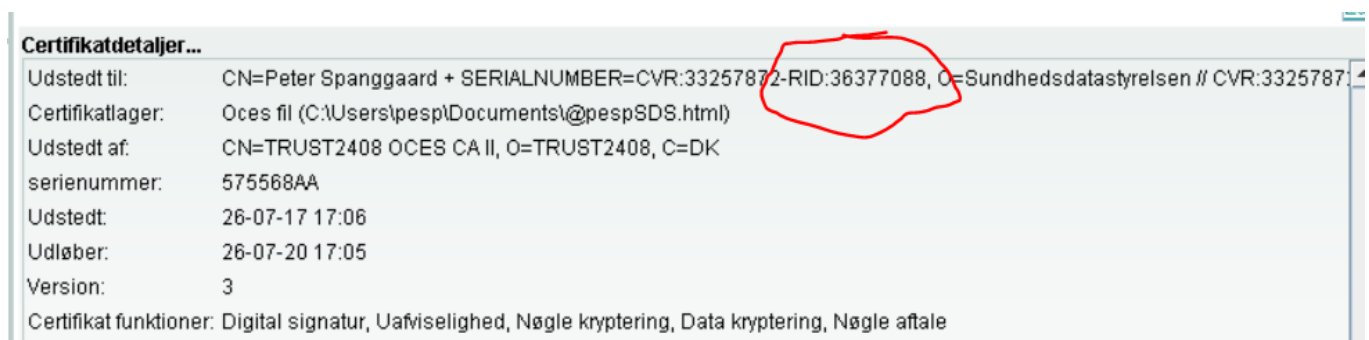 Certifikatdetaljer...
Udstedt til: CN=Peter Spanggaard + SERIALNUMBER=CVR:33257872-RID:36377088, O=Sundhedsdatastyrelsen // CVR:3325787
Certifikatlager: Oces fil (C:\Users\pesp\Documents\@pespSDS.html)
Udstedt af: CN=TRUST2408 OCES CA II, O=TRUST2408, C=DK
serienummer: 575568AA
Udstedt: 26-07-17 17:06
Udløber: 26-07-20 17:05
Version: 3
Certifikat funktioner: Digital signatur, Uafviselighed, Nøgle kryptering, Data kryptering, Nøgle aftale